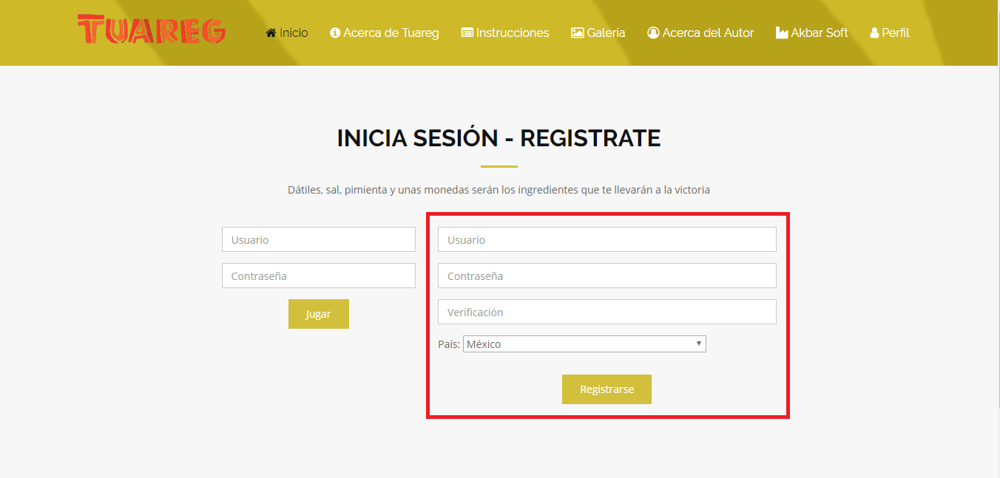 TUAREG
Inicio
Acerca de Tuareg
Instrucciones
Galeria
Acerca del Autor
Akbar Soft
Perfil
INICIA SESIÓN - REGISTRATE
Dátiles, sal, pimienta y unas monedas serán los ingredientes que te llevarán a la victoria
Usuario
Contraseña
Jugar
Usuario
Contraseña
Verificación
País: México
Registrarse